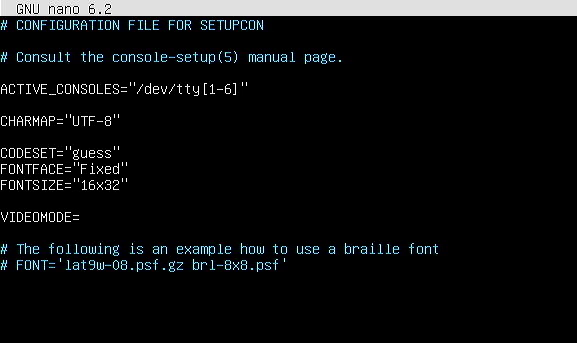 GNU nano 6.2
# CONFIGURATION FILE FOR SETUPCON
# Consult the console-setup(5) manual page.
ACTIVE_CONSOLES="/dev/tty[1-6]"
CHARMAP="UTF-8"
CODESET="guess"
FONTFACE="Fixed"
FONTSIZE="16x32"
VIDEOMODE=
# The following is an example how to use a braille font
# FONT='lat9w-08.psf.gz brl-8x8.psf'